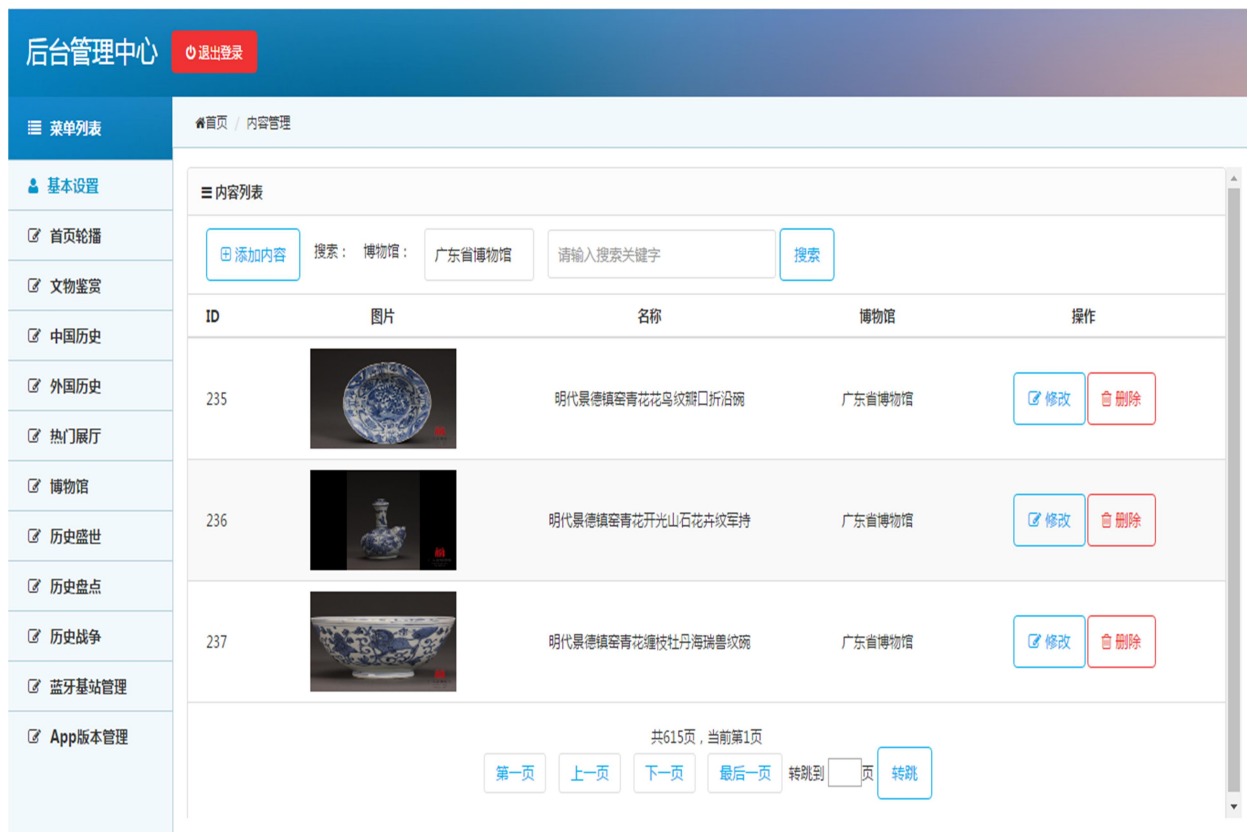 后台管理中心 退出登录
菜单列表
首页 / 内容管理
基本设置
首页轮播
文物鉴赏
中国历史
外国历史
热门展厅
博物馆
历史盛世
历史盘点
历史战争
蓝牙基站管理
App版本管理
内容列表
添加内容 搜索： 博物馆： 广东省博物馆 请输入搜索关键字 搜索
ID 图片 名称 博物馆 操作
235 明代景德镇窑青花花鸟纹瓣口折沿碗 广东省博物馆 修改 删除
236 明代景德镇窑青花开光山石花卉纹军持 广东省博物馆 修改 删除
237 明代景德镇窑青花缠枝牡丹海瑞兽纹碗 广东省博物馆 修改 删除
共615页，当前第1页
第一页 上一页 下一页 最后一页 转跳到 页 转跳